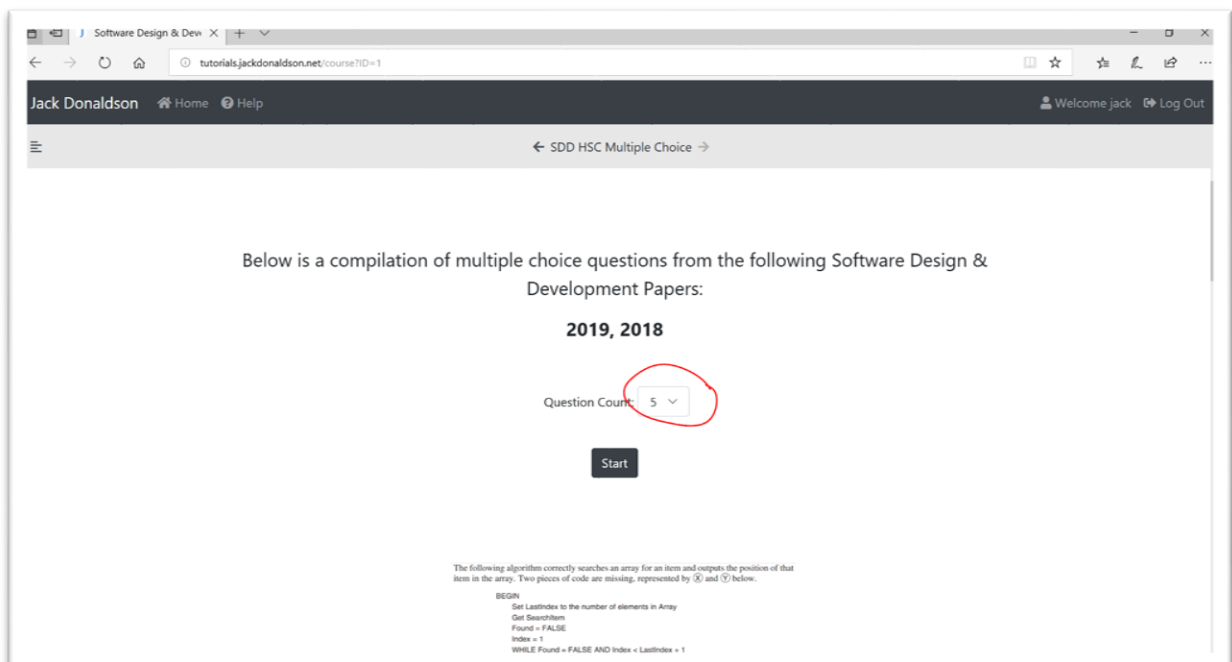 Software Design & Dev
tutorials.jackdonaldson.net/course?ID=1
Jack Donaldson Home Help Welcome jack Log Out
SDD HSC Multiple Choice
Below is a compilation of multiple choice questions from the following Software Design &
Development Papers:
2019, 2018
Question Count: 5
Start
The following algorithm correctly searches an array for an item and outputs the position of that
item in the array. Two pieces of code are missing, represented by Ⓧ and Ⓨ below.
BEGIN
Set LastIndex to the number of elements in Array
Get SearchItem
Found = FALSE
Index = 1
WHILE Found = FALSE AND Index < LastIndex + 1